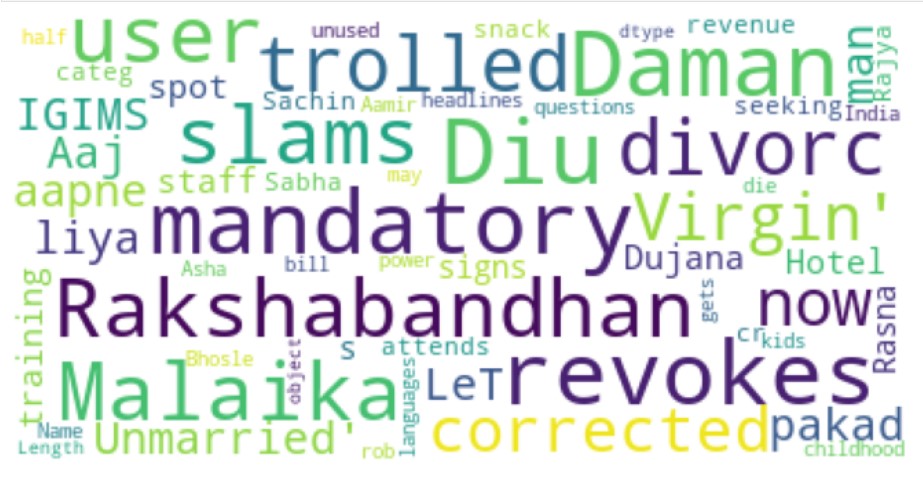 half user unused snack dtype revenue
categ spot trolled Daman man Rajya
IGIMS Sachin Aamir headlines questions seeking India
Aaj slams Diu divorc
aapne staff Sabha may die
liya mandatory Virgin'
Asha bill power signs Dujana Hotel
training Rakshabandhan gets now Rasna
Bhosle object s attends cr kids
Malaika languages LeT revokes
Name Unmarried' corrected pakad
Length rob childhood